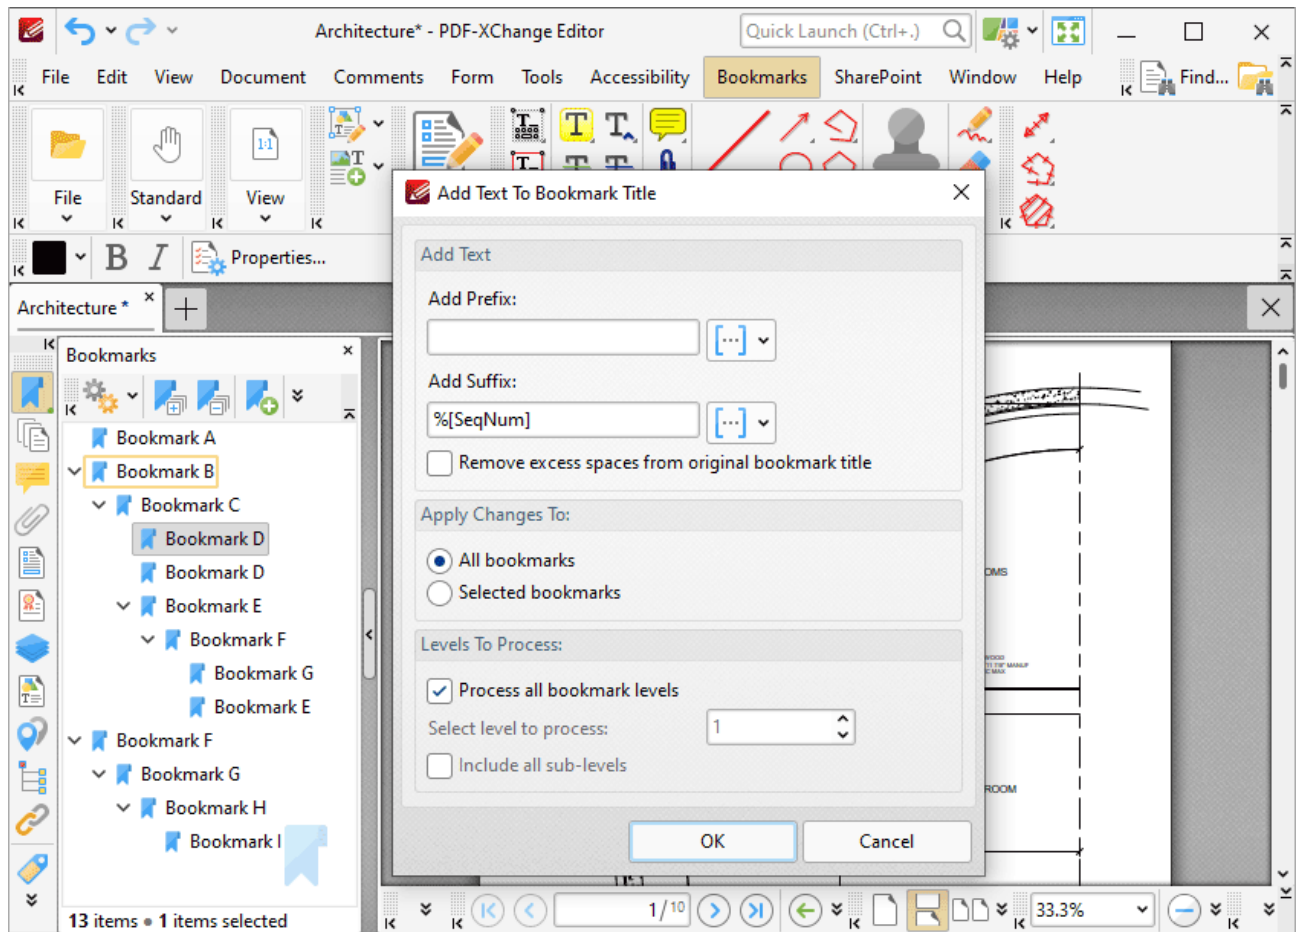 Architecture* - PDF-XChange Editor
Quick Launch (Ctrl+.)
File Edit View Document Comments Form Tools Accessibility Bookmarks SharePoint Window Help Find...
1:1
File Standard View
Properties...
Architecture *
Bookmarks
Bookmark A
Bookmark B
Bookmark C
Bookmark D
Bookmark D
Bookmark E
Bookmark F
Bookmark G
Bookmark E
Bookmark F
Bookmark G
Bookmark H
Bookmark I
13 items • 1 items selected
Add Text To Bookmark Title
Add Text
Add Prefix:
Add Suffix:
%[SeqNum]
Remove excess spaces from original bookmark title
Apply Changes To:
All bookmarks
Selected bookmarks
Levels To Process:
Process all bookmark levels
Select level to process: 1
Include all sub-levels
OK Cancel
OMS
ROOM
1/10
33.3%